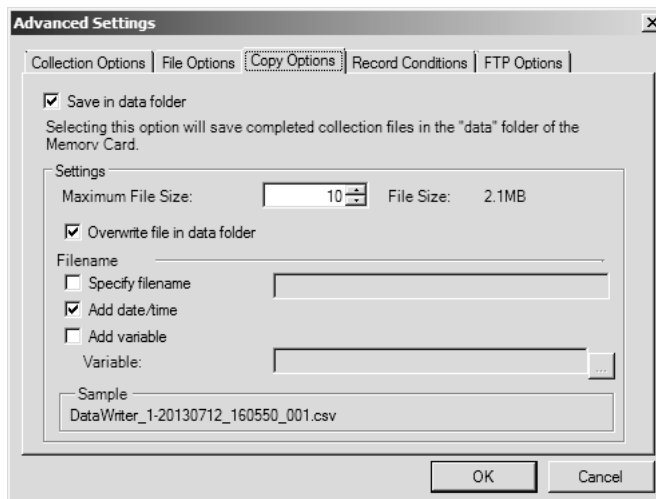 Advanced Settings
Collection Options File Options Copy Options Record Conditions FTP Options
Save in data folder
Selecting this option will save completed collection files in the "data" folder of the
Memory Card.
Settings
Maximum File Size: 10 File Size: 2.1MB
Overwrite file in data folder
Filename
Specify filename
Add date/time
Add variable
Variable: ...
Sample
DataWriter_1-20130712_160550_001.csv
OK Cancel